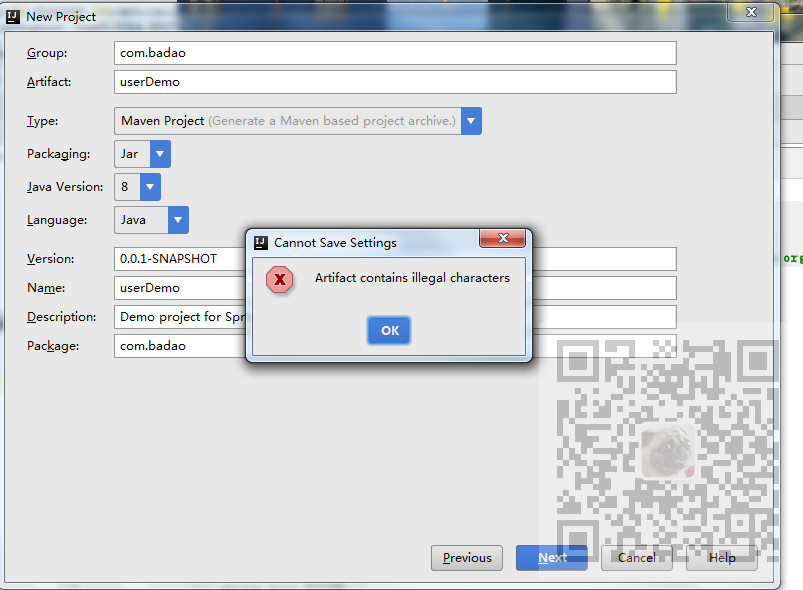 New Project
Group: com.badao
Artifact: userDemo
Type: Maven Project (Generate a Maven based project archive.)
Packaging: Jar
Java Version: 8
Language: Java
Cannot Save Settings
Artifact contains illegal characters
OK
Version: 0.0.1-SNAPSHOT
Name: userDemo
Description: Demo project for Spr
Package: com.badao
Previous Next Cancel Help
org